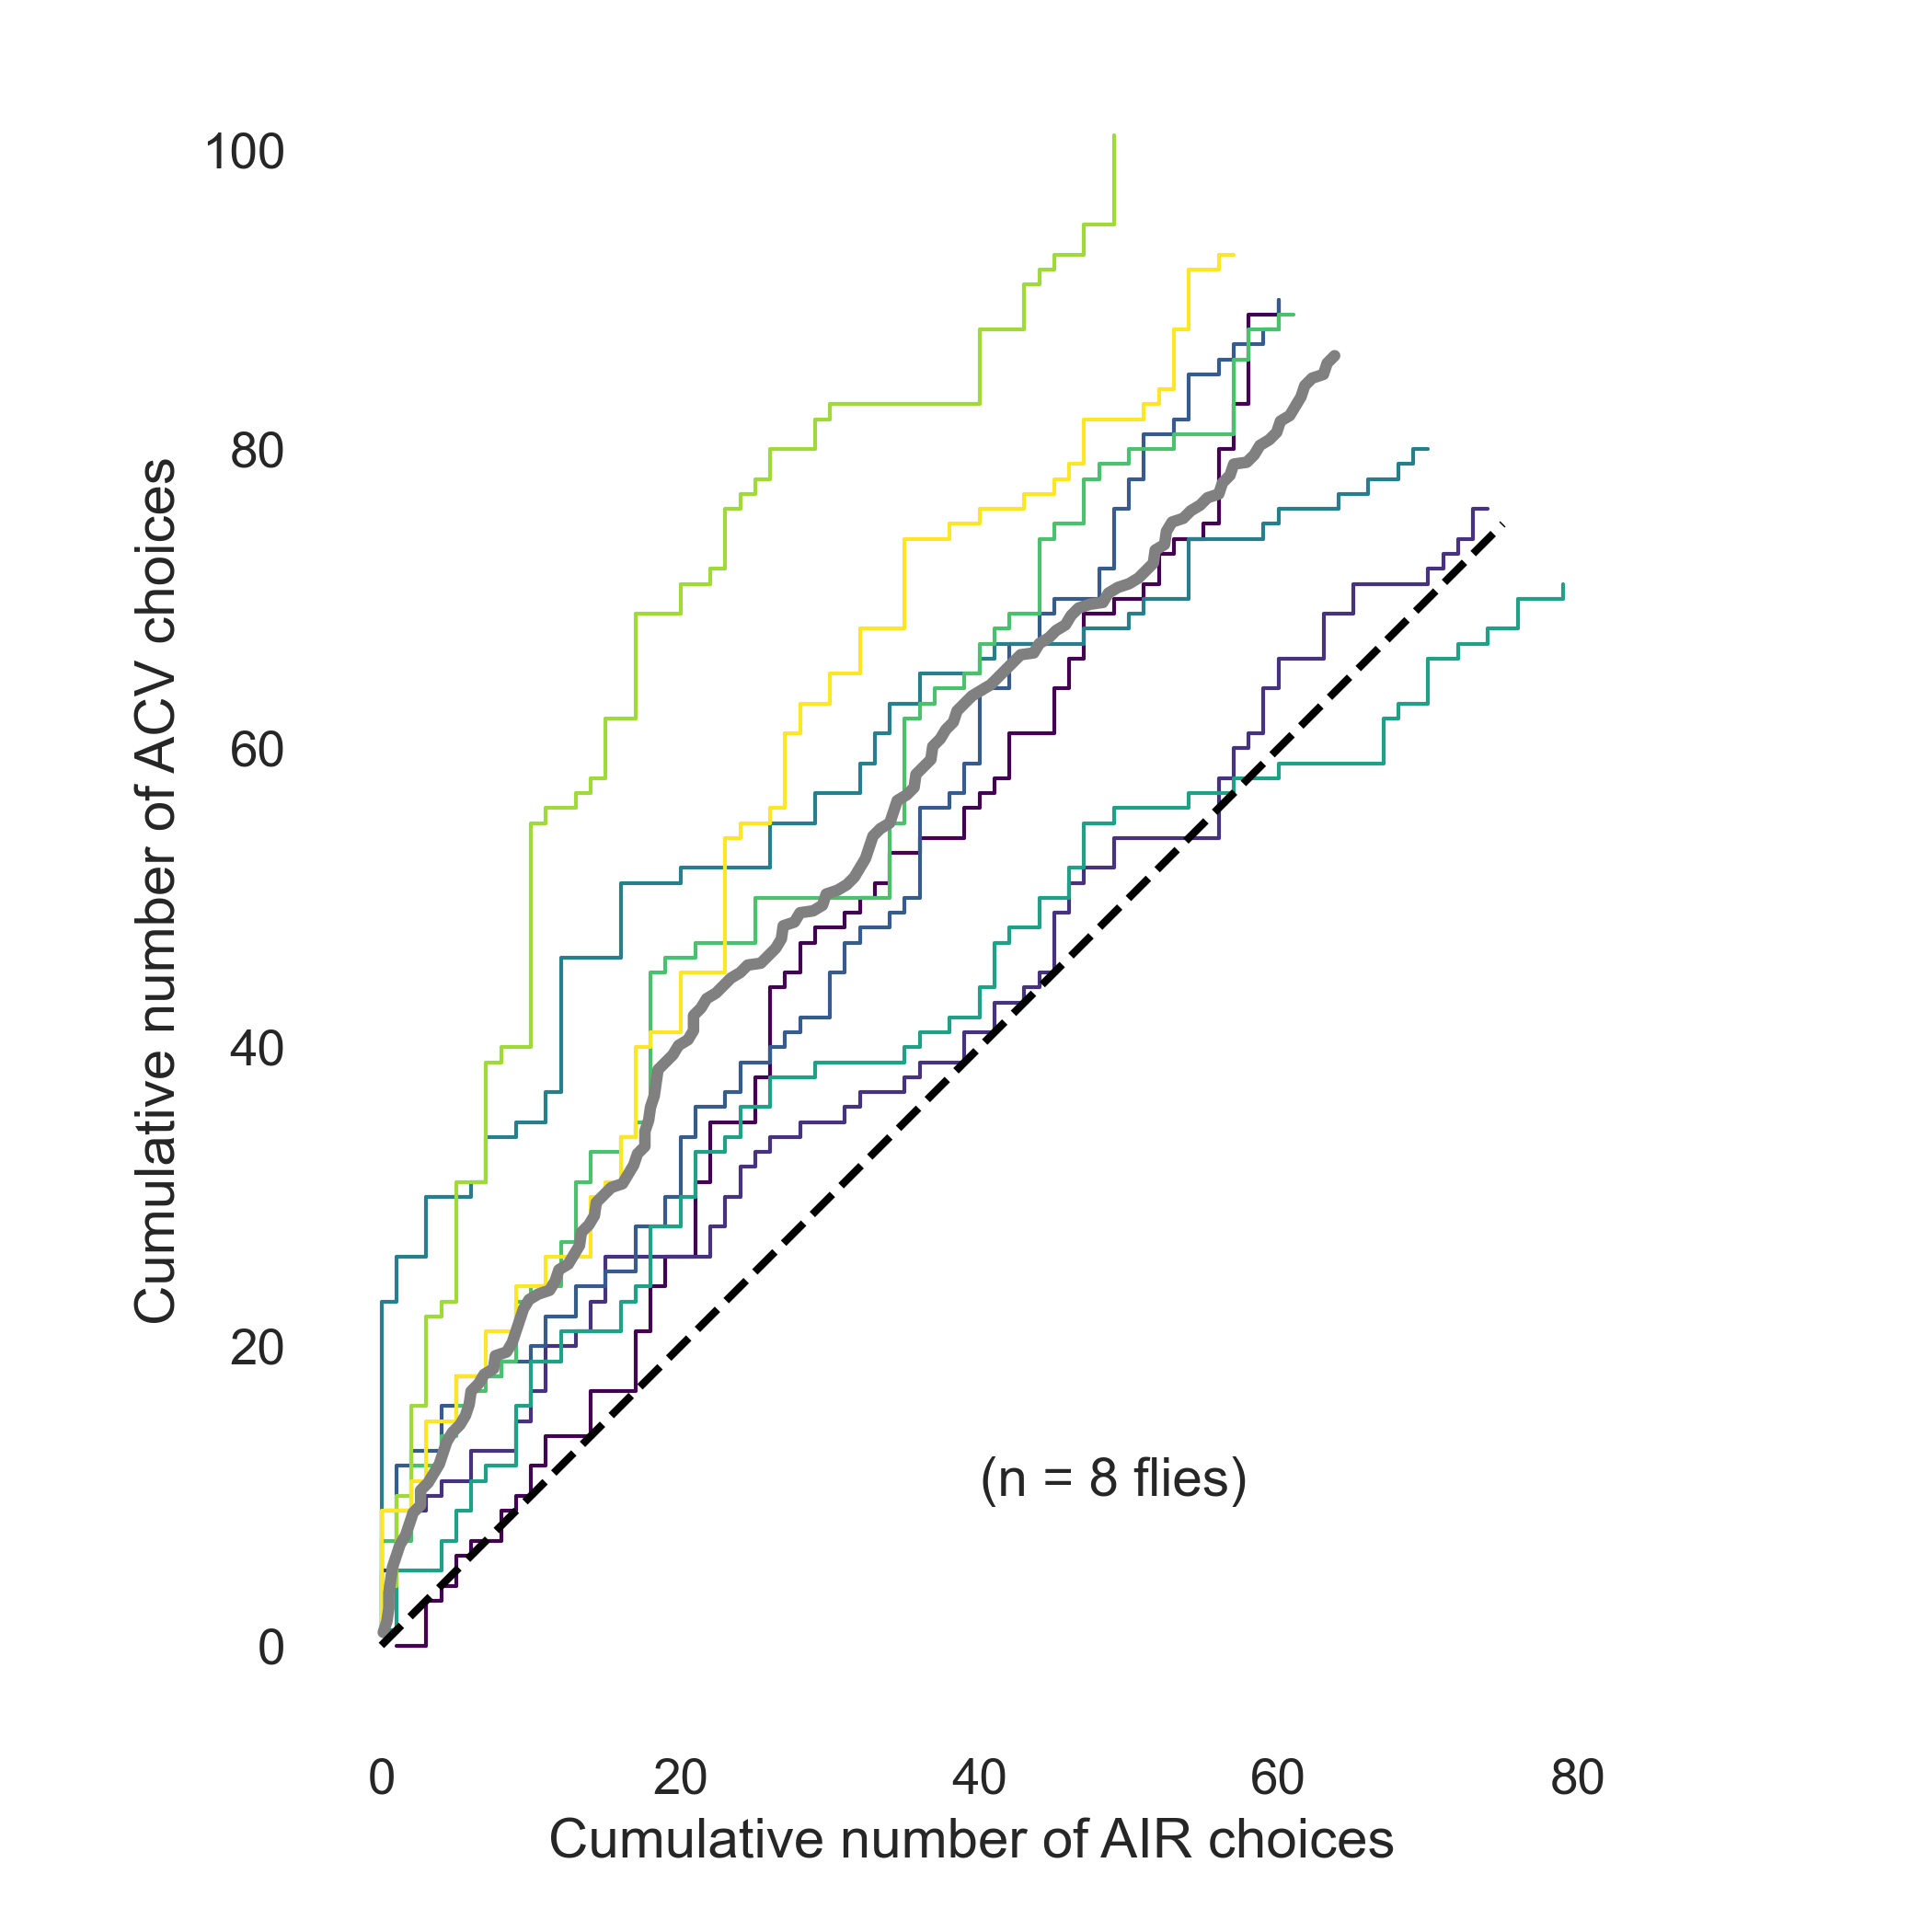 100
80
60
40
20
0
Cumulative number of ACV choices
(n = 8 flies)
0 20 40 60 80
Cumulative number of AIR choices